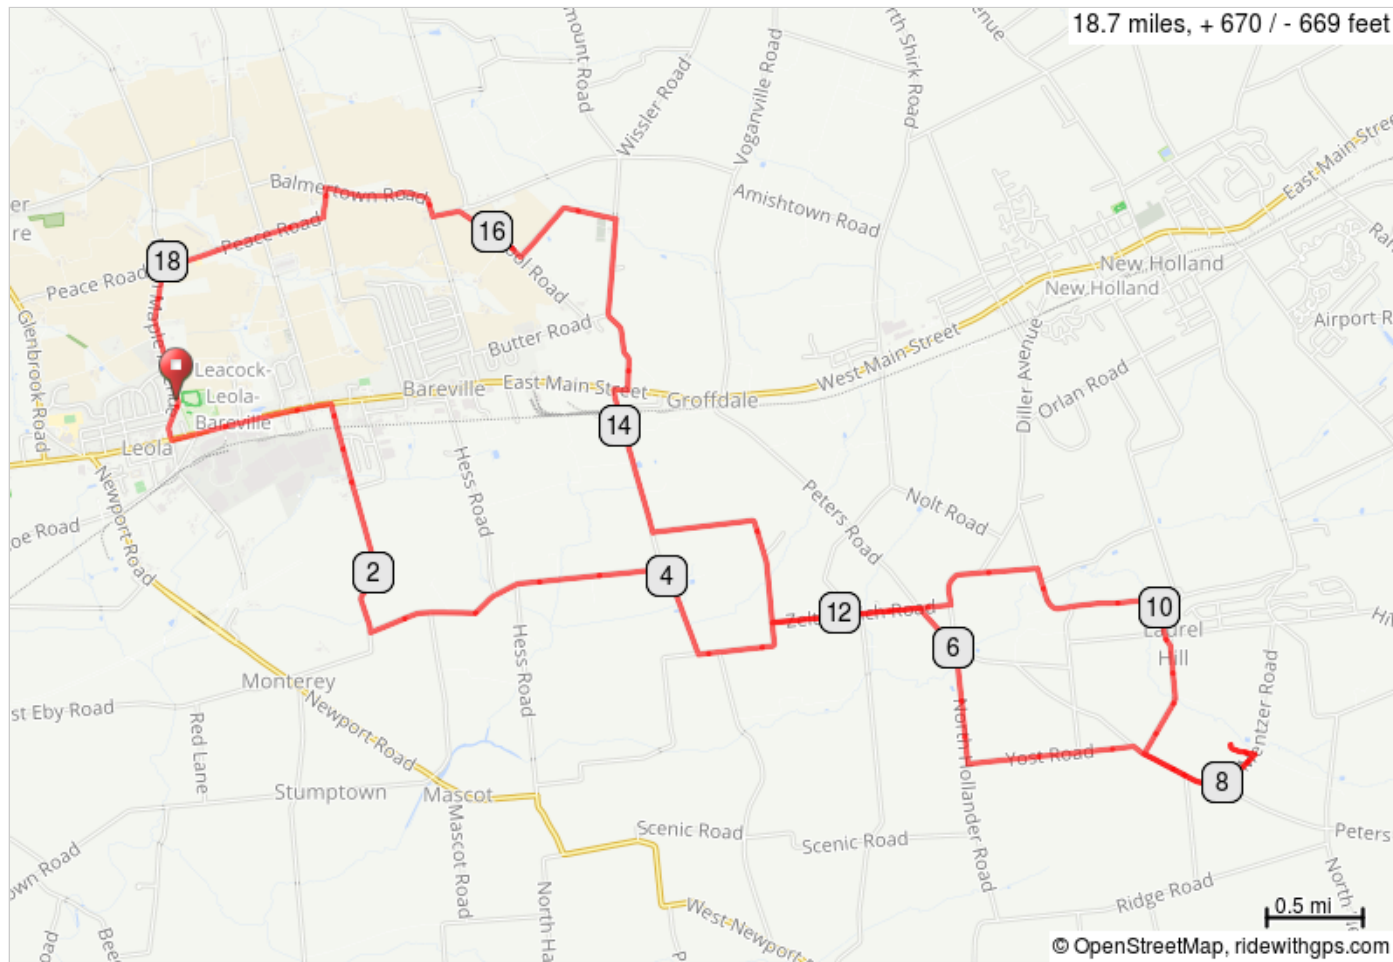 18.7 miles, + 670 / - 669 feet
Wissler Road
Voganville Road
East Main Street
Amishtown Road
Balmertown Road
Peace Road
Peace Road
16
18
Butter Road
New Holland
New Holland
Glenbrook Road
Leacock-
Leola-
Bareville
Bareville
East Main Street
Groffdale
West Main Street
Diller Avenue
Orlan Road
Leola
14
Hess Road
Newport Road
Peters Road
Nolt Road
2
4
12
10
6
Laurel
Hill
Hess Road
Monterey
Newport Road
Red Lane
North Hollander Road
Yost Road
8
Stumptown
Mascot
Mascot Road
Scenic Road
Scenic Road
Peters
Ridge Road
West Newport
0.5 mi
© OpenStreetMap, ridewithgps.com